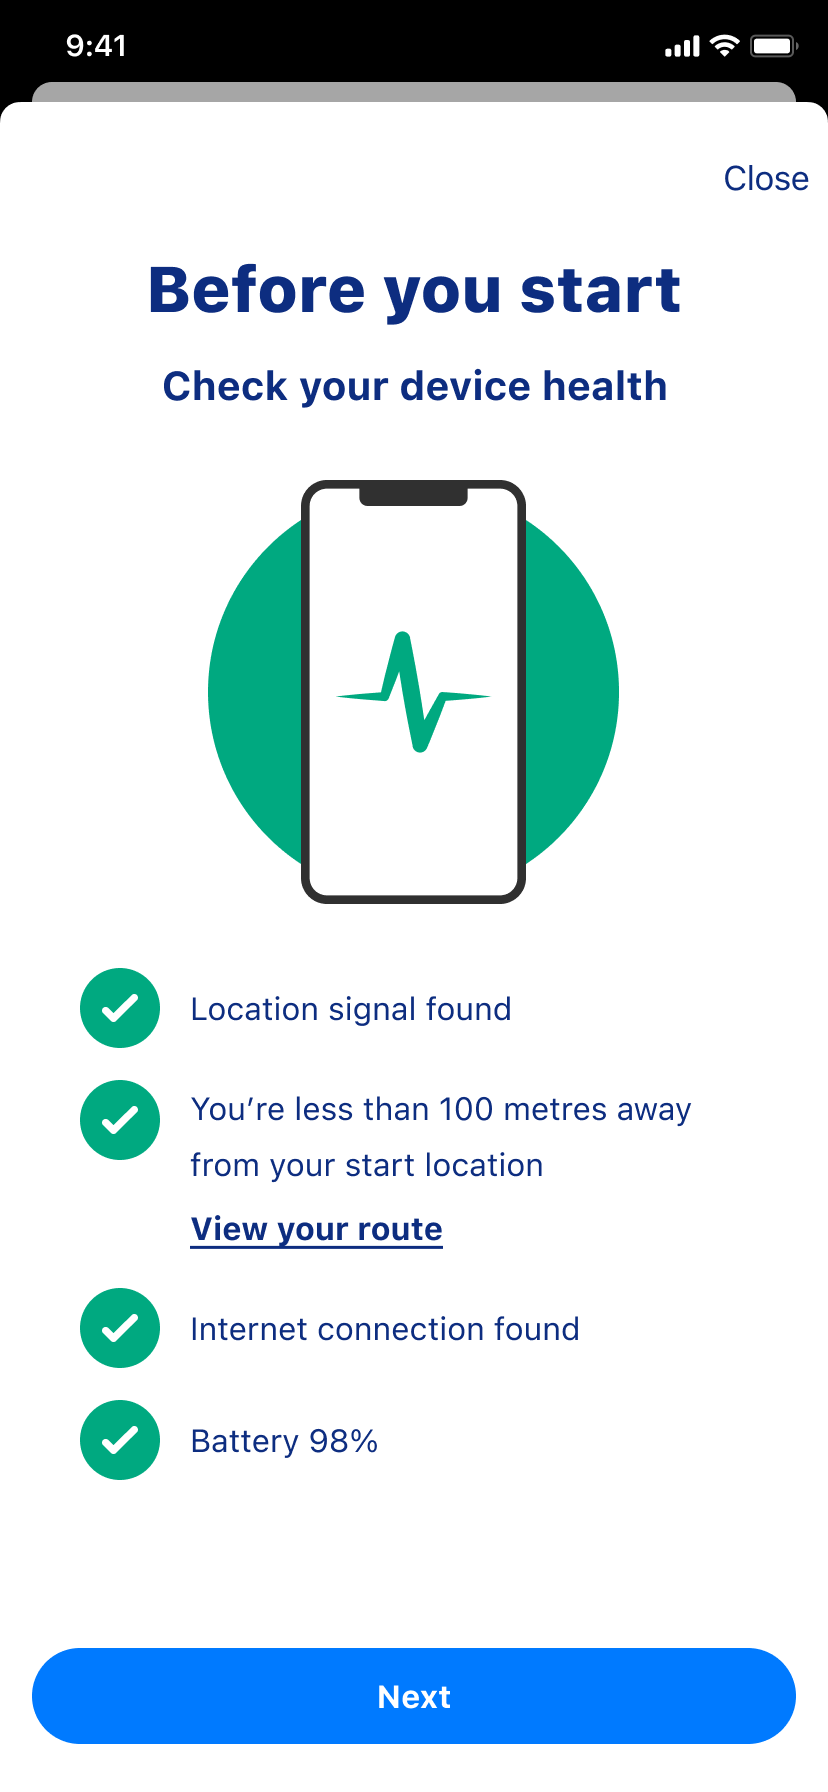 9:41
Close
Before you start
Check your device health
Location signal found
You’re less than 100 metres away
from your start location
View your route
Internet connection found
Battery 98%
Next